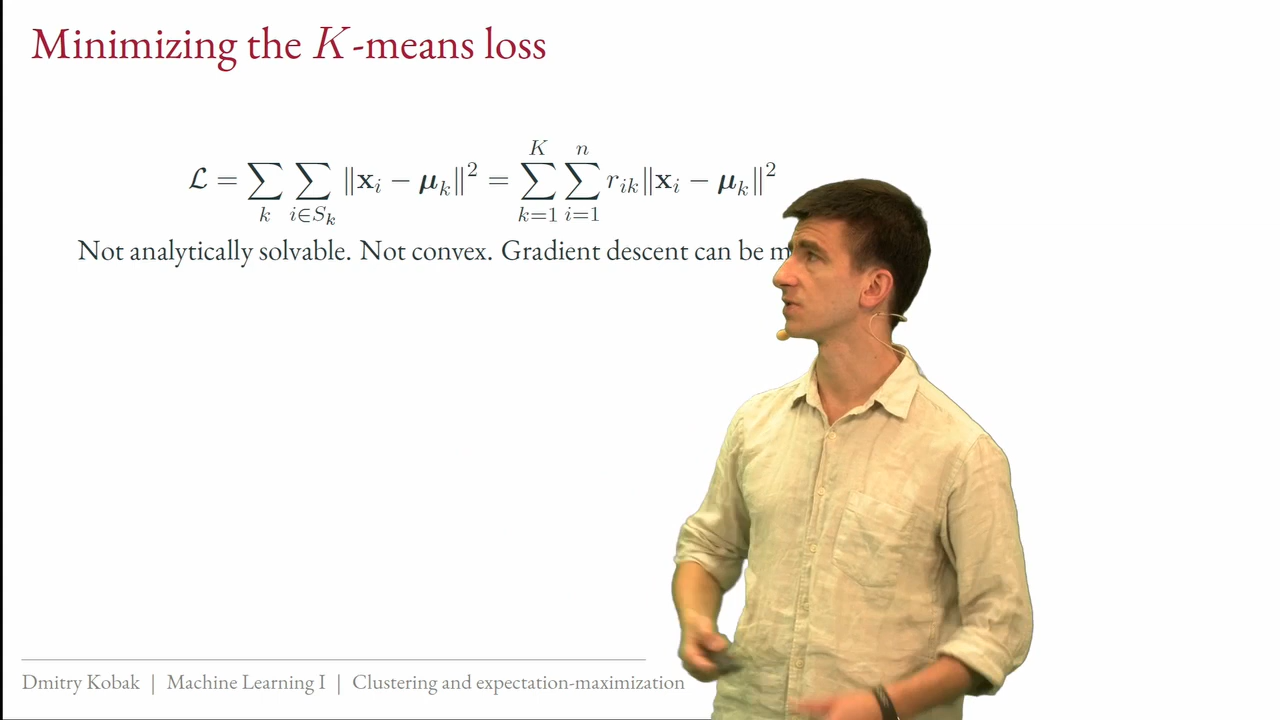 Minimizing the K-means loss
ℒ = ∑_k ∑_{i∈S_k} ‖x_i − μ_k‖² = ∑_{k=1}^{K} ∑_{i=1}^{n} r_{ik}‖x_i − μ_k‖²
Not analytically solvable. Not convex. Gradient descent can be
Dmitry Kobak | Machine Learning I | Clustering and expectation-maximization